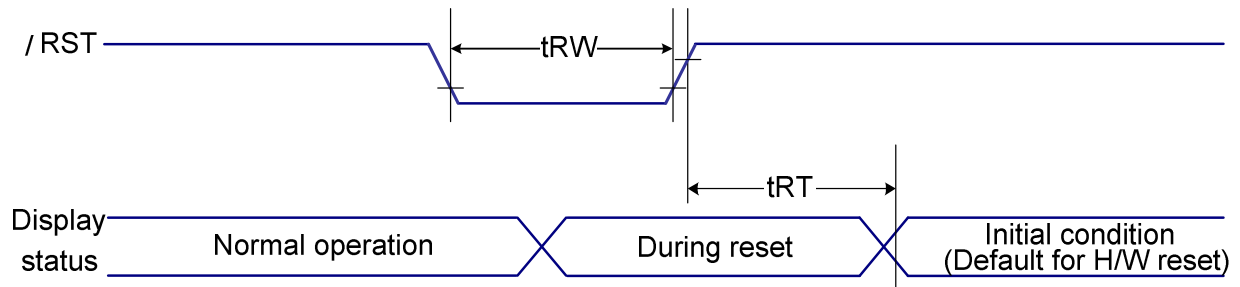 / RST
tRW
tRT
Display
status
Normal operation
During reset
Initial condition
(Default for H/W reset)